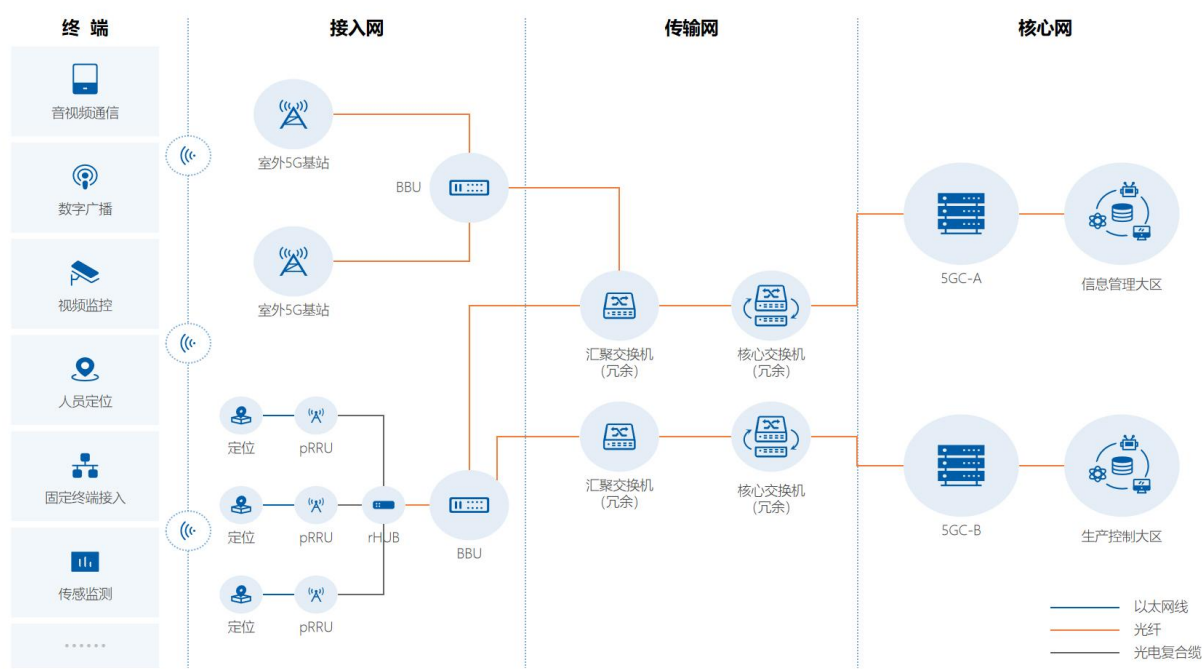 终 端
接入网
传输网
核心网
音视频通信
数字广播
视频监控
人员定位
固定终端接入
传感监测
······
室外5G基站
BBU
室外5G基站
定位
pRRU
定位
pRRU
rHUB
BBU
定位
pRRU
汇聚交换机
(冗余)
核心交换机
(冗余)
汇聚交换机
(冗余)
核心交换机
(冗余)
5GC-A
信息管理大区
5GC-B
生产控制大区
以太网线
光纤
光电复合缆